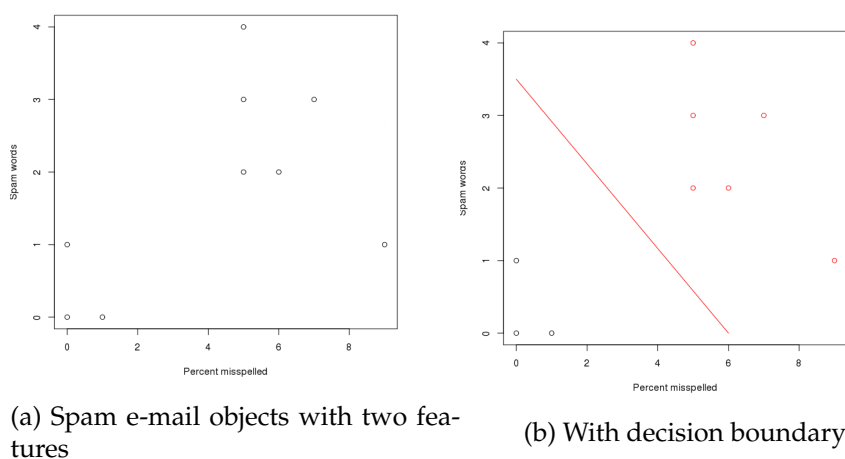 4
3
2
1
0
Spam words
0 2 4 6 8
Percent misspelled
(a) Spam e-mail objects with two fea-
tures
4
3
2
1
0
Spam words
0 2 4 6 8
Percent misspelled
(b) With decision boundary